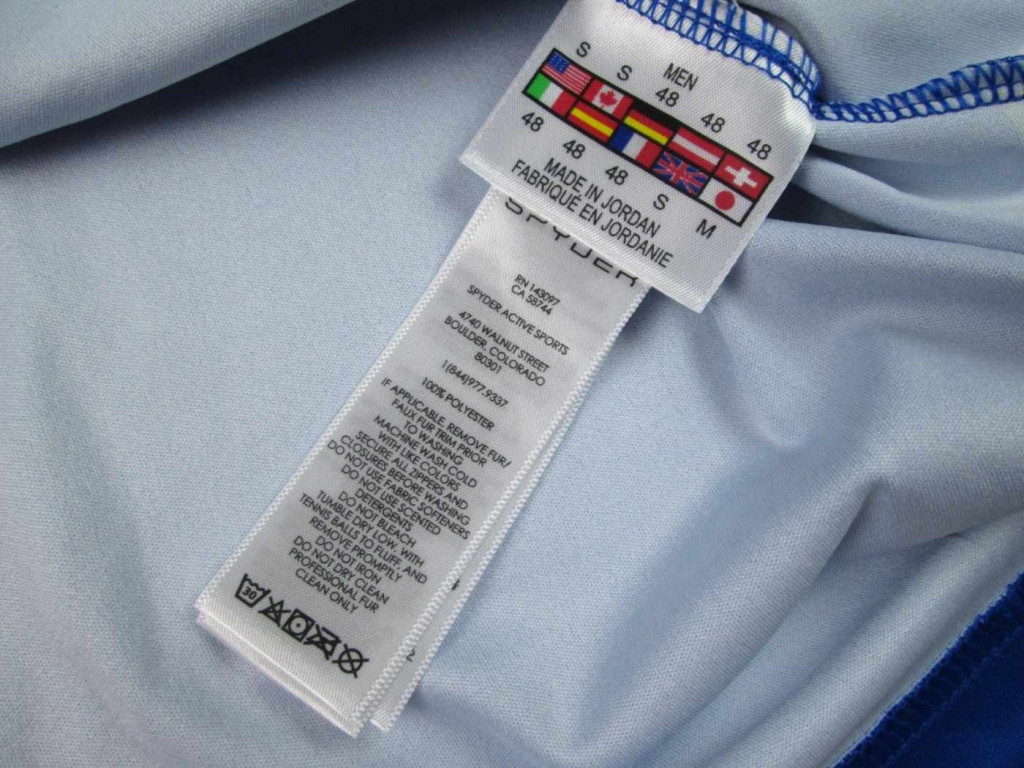 MEN
S S 48 48 48
48 48 48 S M
MADE IN JORDAN
FABRIQUÉ EN JORDANIE
SPYDER
RN 143097
CA 58744
SPYDER ACTIVE SPORTS
4740 WALNUT STREET
BOULDER, COLORADO
80301
1(844)977.9337
100% POLYESTER
IF APPLICABLE, REMOVE FUR/
FAUX FUR TRIM PRIOR
TO WASHING
MACHINE WASH COLD
WITH LIKE COLORS
SECURE ALL ZIPPERS AND
CLOSURES BEFORE WASHING
DO NOT USE FABRIC SOFTENERS
DO NOT USE SCENTED
DETERGENTS
DO NOT BLEACH
TUMBLE DRY LOW, WITH
TENNIS BALLS TO FLUFF, AND
REMOVE PROMPTLY
DO NOT IRON
DO NOT DRY CLEAN
PROFESSIONAL FUR
CLEAN ONLY
30